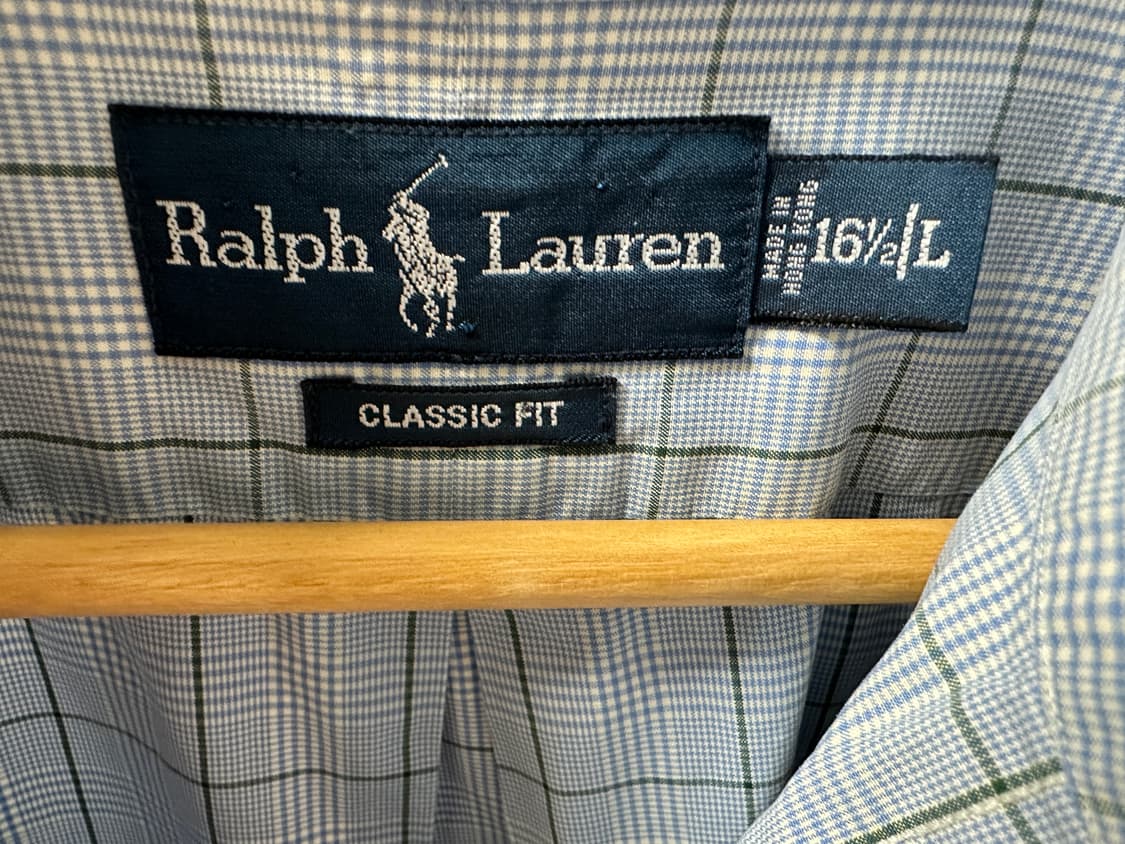 Ralph Lauren
MADE IN
HONG KONG
16½/L
CLASSIC FIT